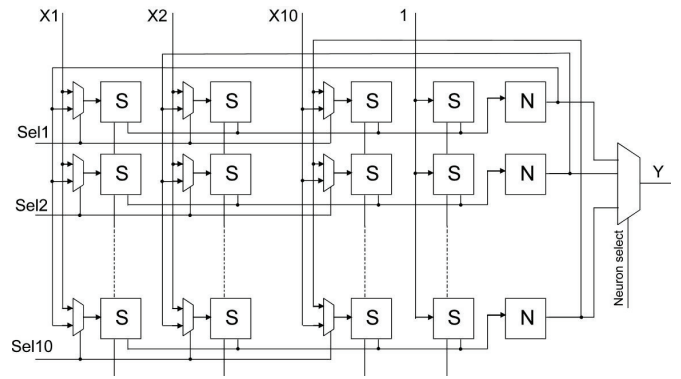 X1 X2 X10 1
S S S S N
Sel1
S S S S N
Y
Sel2
Neuron select
S S S S N
Sel10